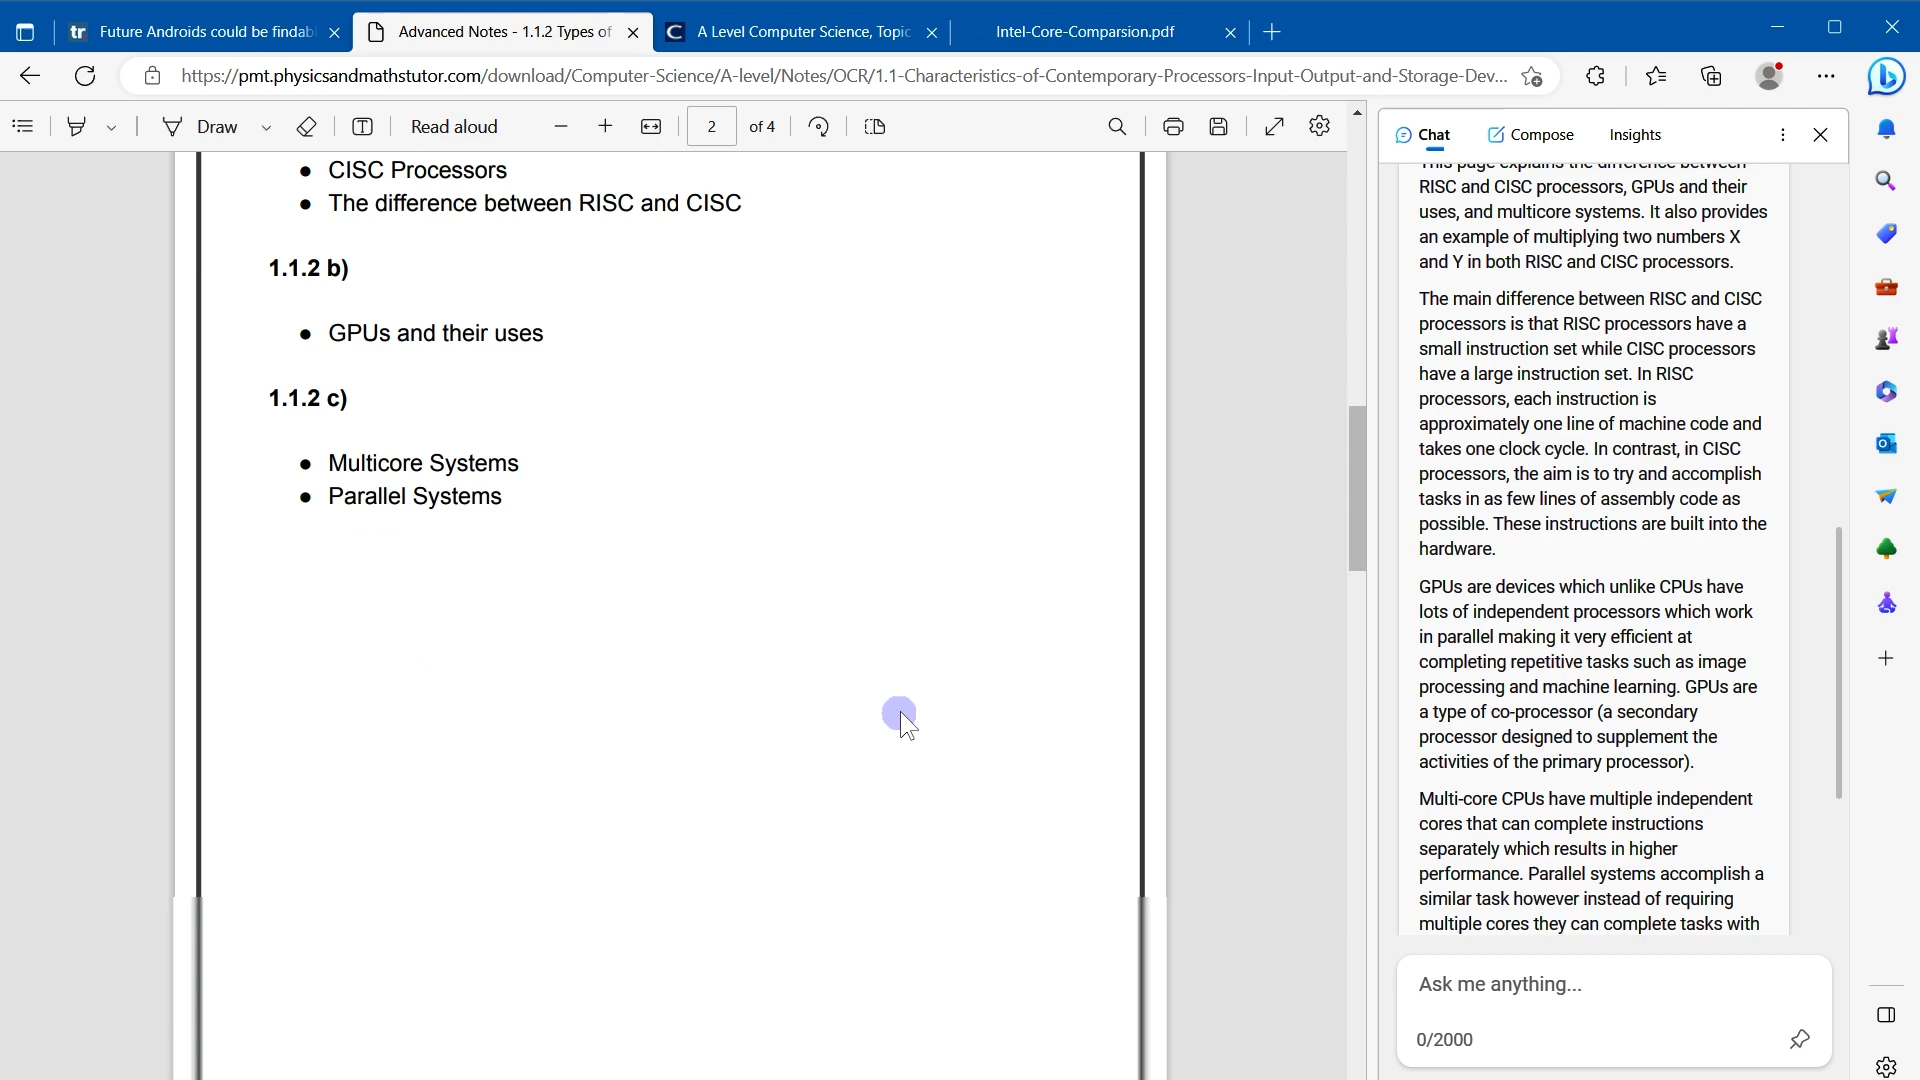 Future Androids could be findab
Advanced Notes - 1.1.2 Types of
A Level Computer Science, Topic
Intel-Core-Comparsion.pdf
https://pmt.physicsandmathstutor.com/download/Computer-Science/A-level/Notes/OCR/1.1-Characteristics-of-Contemporary-Processors-Input-Output-and-Storage-Dev...
Draw
Read aloud
2
of 4
• CISC Processors
• The difference between RISC and CISC
1.1.2 b)
• GPUs and their uses
1.1.2 c)
• Multicore Systems
• Parallel Systems
Chat
Compose
Insights
This page explains the difference between
RISC and CISC processors, GPUs and their
uses, and multicore systems. It also provides
an example of multiplying two numbers X
and Y in both RISC and CISC processors.
The main difference between RISC and CISC
processors is that RISC processors have a
small instruction set while CISC processors
have a large instruction set. In RISC
processors, each instruction is
approximately one line of machine code and
takes one clock cycle. In contrast, in CISC
processors, the aim is to try and accomplish
tasks in as few lines of assembly code as
possible. These instructions are built into the
hardware.
GPUs are devices which unlike CPUs have
lots of independent processors which work
in parallel making it very efficient at
completing repetitive tasks such as image
processing and machine learning. GPUs are
a type of co-processor (a secondary
processor designed to supplement the
activities of the primary processor).
Multi-core CPUs have multiple independent
cores that can complete instructions
separately which results in higher
performance. Parallel systems accomplish a
similar task however instead of requiring
multiple cores they can complete tasks with
Ask me anything...
0/2000